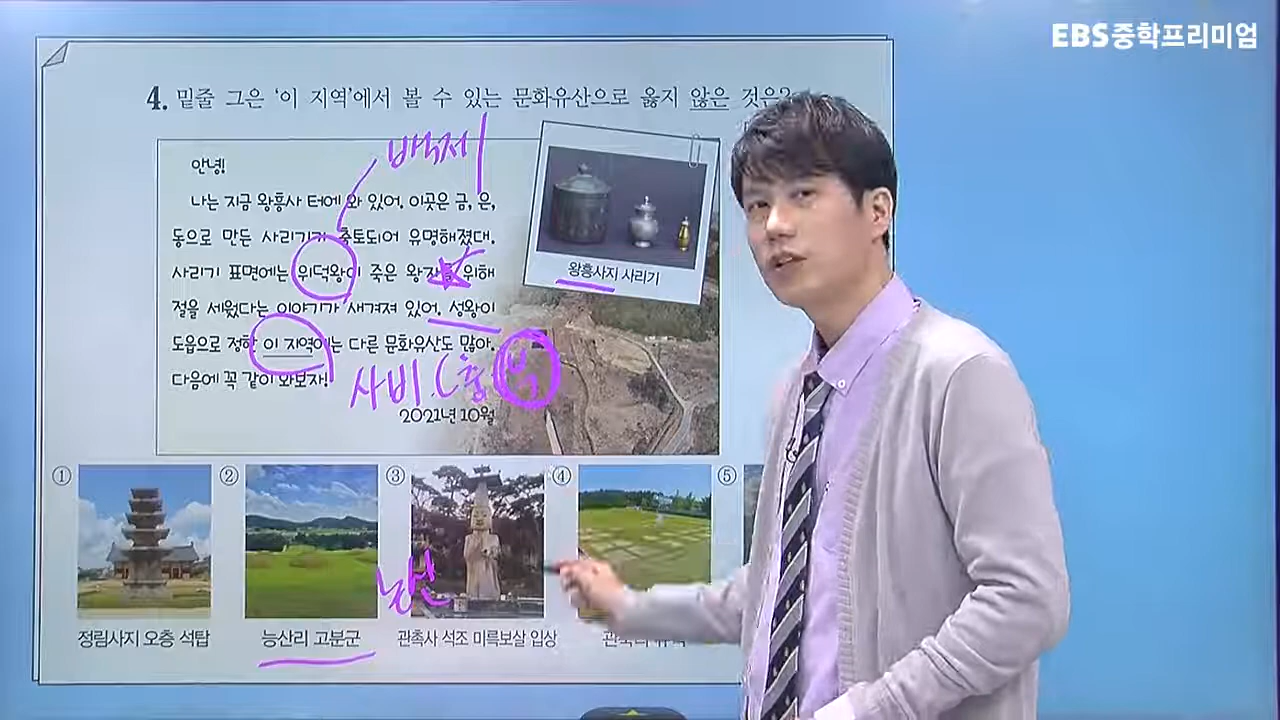 EBS중학프리미엄
4. 밑줄 그은 '이 지역'에서 볼 수 있는 문화유산으로 옳지 않은 것은?
백제
안녕!
나는 지금 왕흥사 터에 와 있어. 이곳은 금, 은,
동으로 만든 사리기가 출토되어 유명해졌대.
사리기 표면에는 위덕왕이 죽은 왕자를 위해
절을 세웠다는 이야기가 새겨져 있어. 성왕이
도읍으로 정한 이 지역에는 다른 문화유산도 많아.
다음에 꼭 같이 와보자!
사비 (충 부
2021년 10월
왕흥사지 사리기
① ② ③ ④ ⑤
논산
정림사지 오층 석탑
능산리 고분군
관촉사 석조 미륵보살 입상